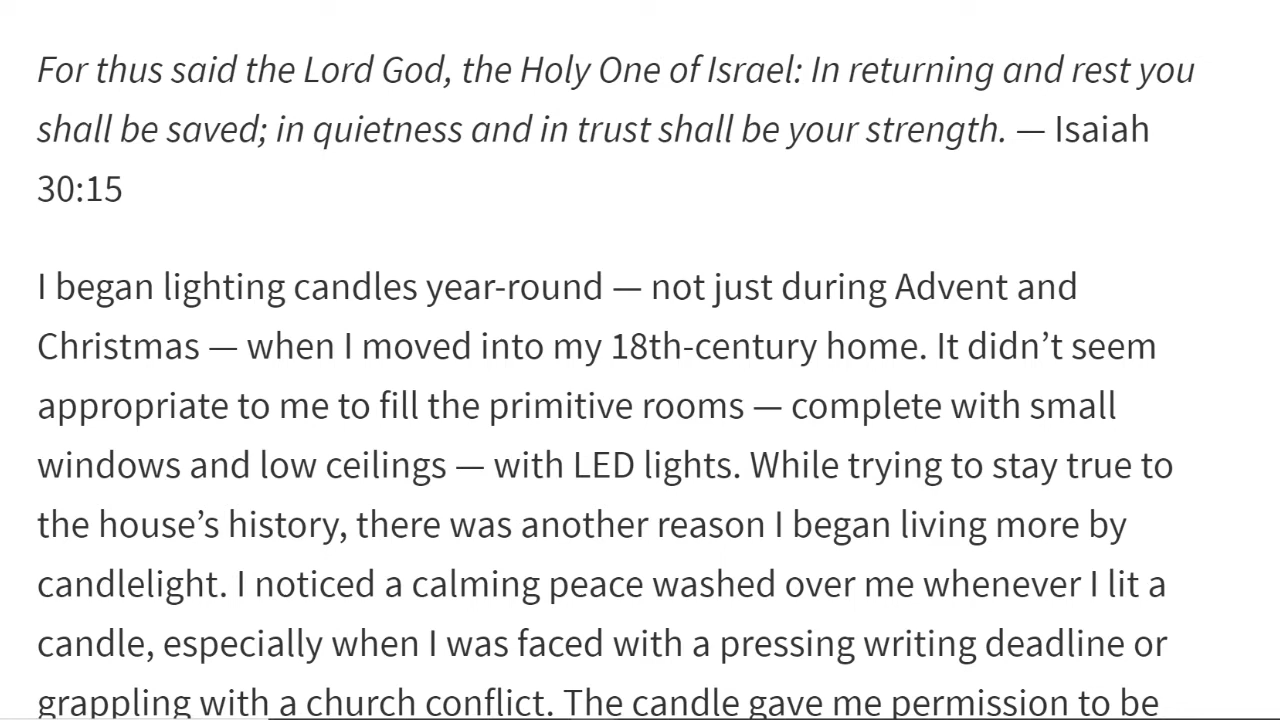 For thus said the Lord God, the Holy One of Israel: In returning and rest you
shall be saved; in quietness and in trust shall be your strength. — Isaiah
30:15
I began lighting candles year-round — not just during Advent and
Christmas — when I moved into my 18th-century home. It didn’t seem
appropriate to me to fill the primitive rooms — complete with small
windows and low ceilings — with LED lights. While trying to stay true to
the house’s history, there was another reason I began living more by
candlelight. I noticed a calming peace washed over me whenever I lit a
candle, especially when I was faced with a pressing writing deadline or
grappling with a church conflict. The candle gave me permission to be